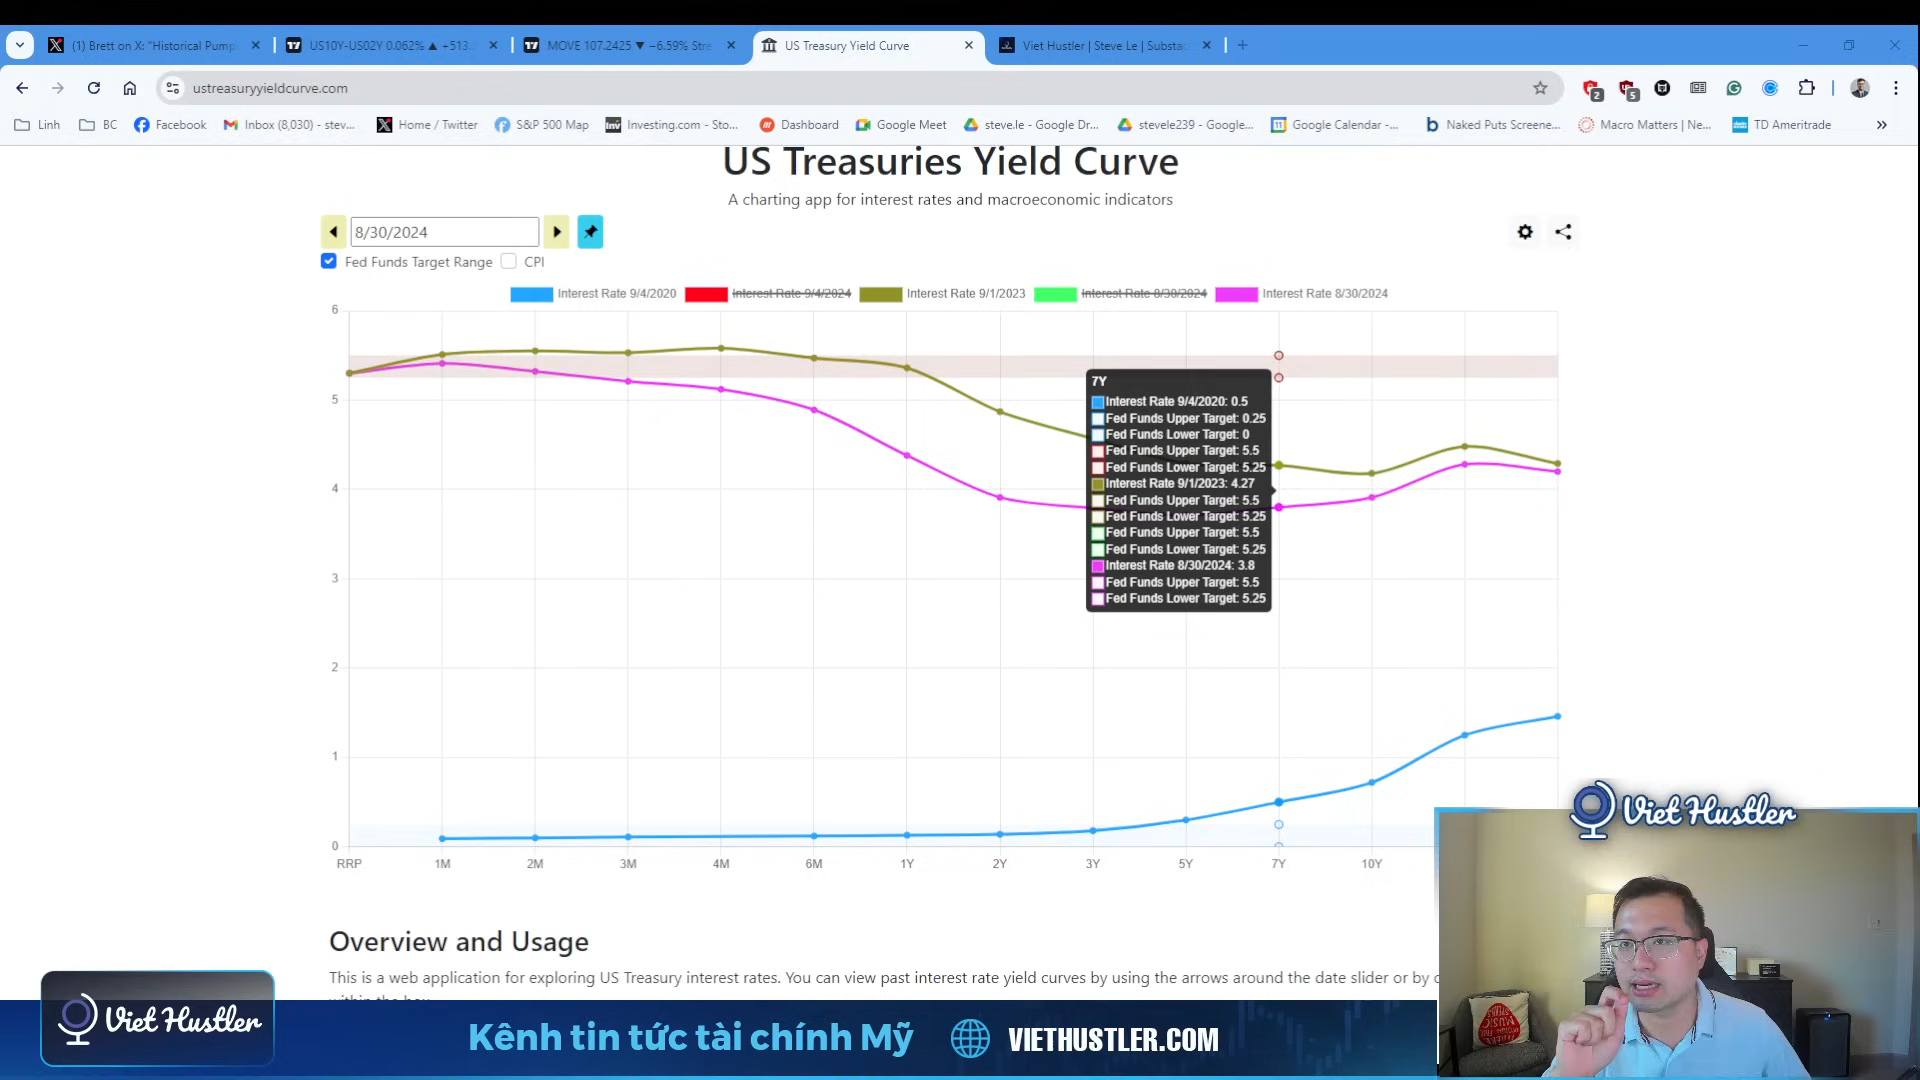 (1) Brett on X: "Historical Pump
US10Y-US02Y 0.062% ▲ +513...
MOVE 107.2425 ▼ −6.59% Stre
US Treasury Yield Curve
Viet Hustler | Steve Le | Substac
ustreasuryyieldcurve.com
2
5
Linh
BC
Facebook
Inbox (8,030) - stev...
Home / Twitter
S&P 500 Map
Investing.com - Sto...
Dashboard
Google Meet
steve.le - Google Dr...
stevele239 - Google...
Google Calendar -...
Naked Puts Screene...
Macro Matters | Ne...
TD Ameritrade
US Treasuries Yield Curve
A charting app for interest rates and macroeconomic indicators
8/30/2024
Fed Funds Target Range
CPI
Interest Rate 9/4/2020
Interest Rate 9/4/2024
Interest Rate 9/1/2023
Interest Rate 8/30/2024
Interest Rate 8/30/2024
6
5
4
3
2
1
0
7Y
Interest Rate 9/4/2020: 0.5
Fed Funds Upper Target: 0.25
Fed Funds Lower Target: 0
Fed Funds Upper Target: 5.5
Fed Funds Lower Target: 5.25
Interest Rate 9/1/2023: 4.27
Fed Funds Upper Target: 5.5
Fed Funds Lower Target: 5.25
Fed Funds Upper Target: 5.5
Fed Funds Lower Target: 5.25
Interest Rate 8/30/2024: 3.8
Fed Funds Upper Target: 5.5
Fed Funds Lower Target: 5.25
RRP
1M
2M
3M
4M
6M
1Y
2Y
3Y
5Y
7Y
10Y
Viet Hustler
Overview and Usage
This is a web application for exploring US Treasury interest rates. You can view past interest rate yield curves by using the arrows around the date slider or by c
Viet Hustler
Kênh tin tức tài chính Mỹ
VIETHUSTLER.COM